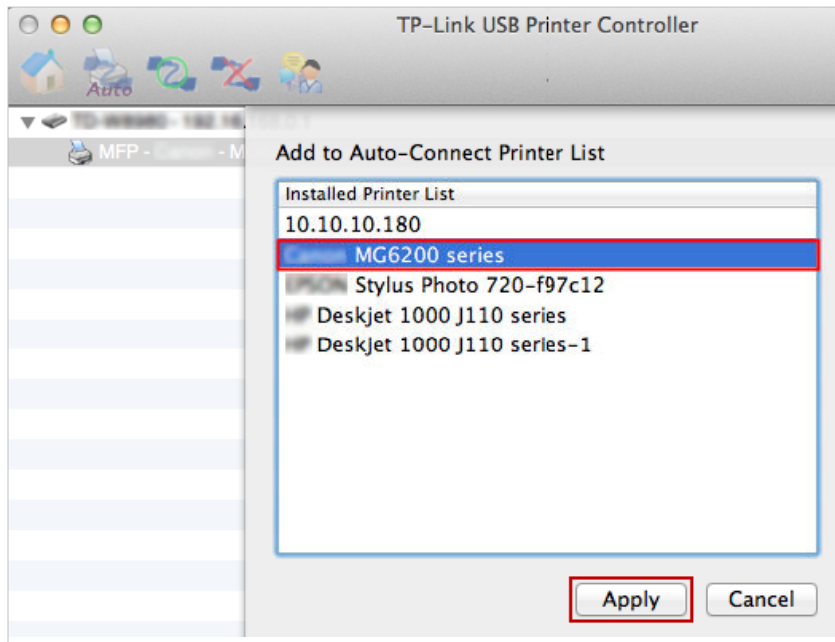 TP-Link USB Printer Controller
Auto
MFP - - M
Add to Auto-Connect Printer List
Installed Printer List
10.10.10.180
MG6200 series
Stylus Photo 720-f97c12
Deskjet 1000 J110 series
Deskjet 1000 J110 series-1
Apply
Cancel